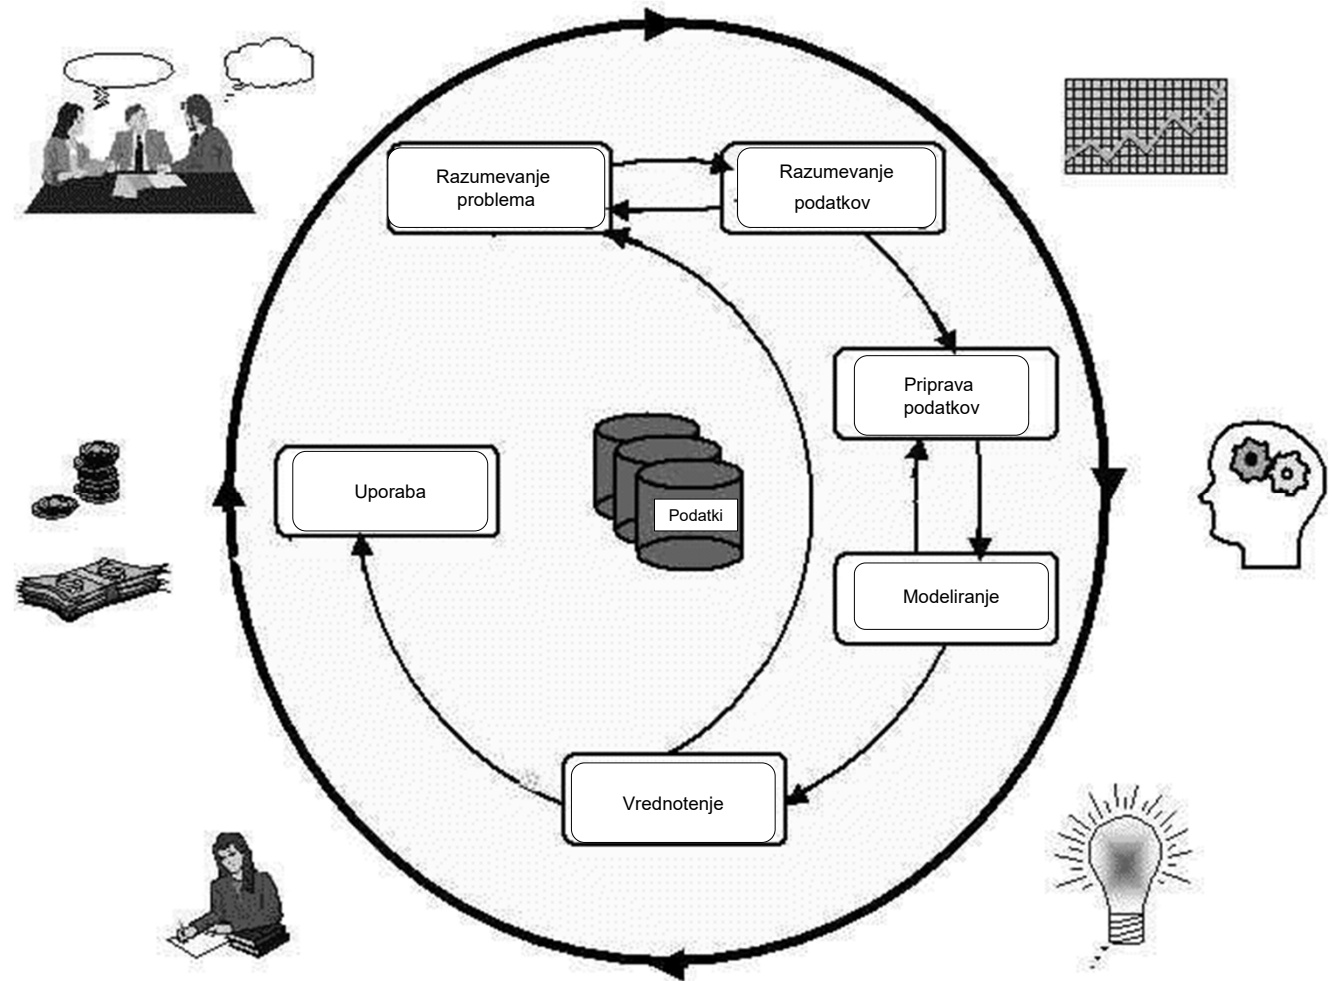 Razumevanje
problema
Razumevanje
podatkov
Priprava
podatkov
Uporaba
Podatki
Modeliranje
Vrednotenje